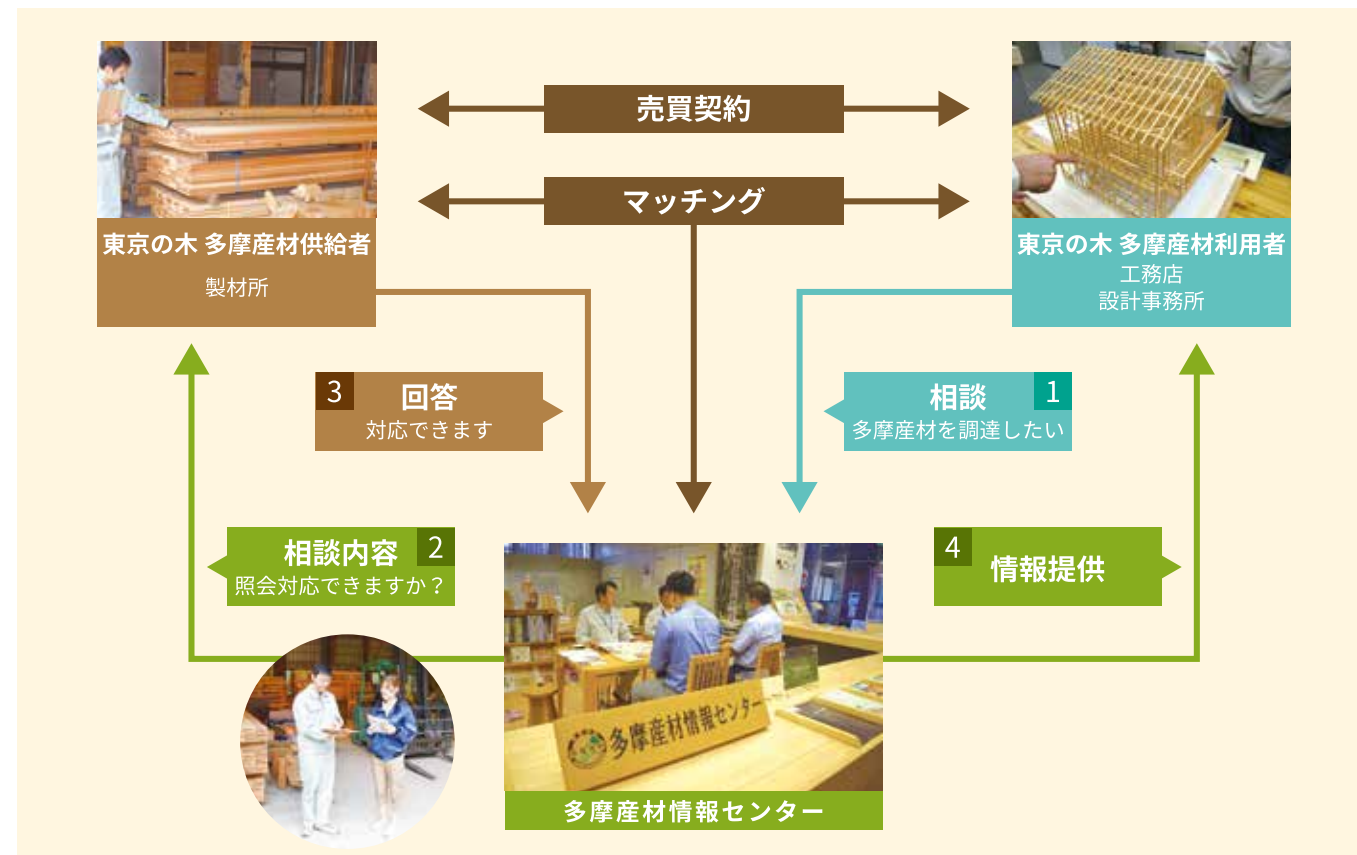 売買契約
マッチング
東京の木 多摩産材供給者
製材所
東京の木 多摩産材利用者
工務店
設計事務所
3 回答
対応できます
相談 1
多摩産材を調達したい
相談内容 2
照会対応できますか？
4 情報提供
多摩産材情報センター
多摩産材情報センター